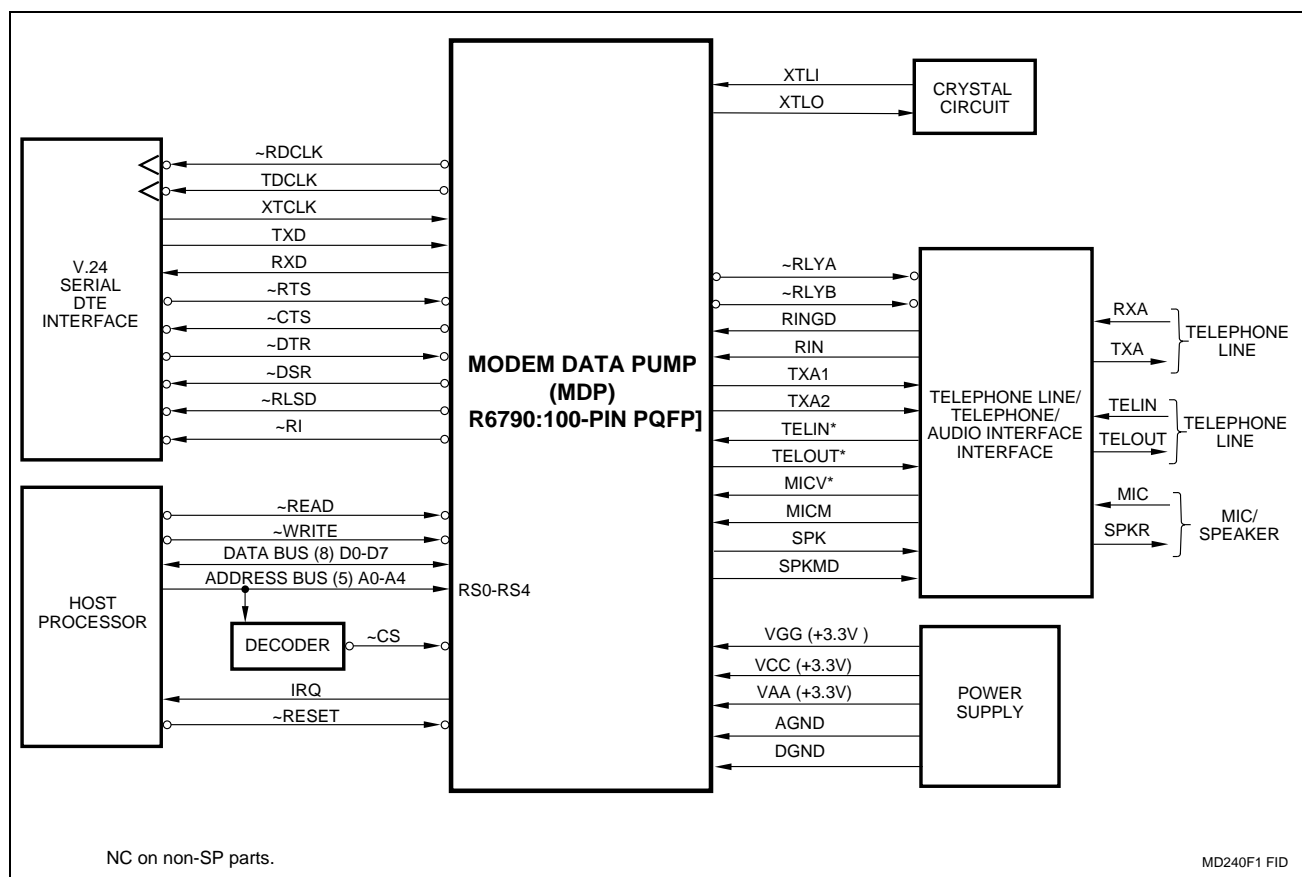 XTLI
XTLO
CRYSTAL
CIRCUIT
V.24
SERIAL
DTE
INTERFACE
~RDCLK
TDCLK
XTCLK
TXD
RXD
~RTS
~CTS
~DTR
~DSR
~RLSD
~RI
MODEM DATA PUMP
(MDP)
R6790:100-PIN PQFP]
~RLYA
~RLYB
RINGD
RIN
TXA1
TXA2
TELIN*
TELOUT*
MICV*
MICM
SPK
SPKMD
TELEPHONE LINE/
TELEPHONE/
AUDIO INTERFACE
INTERFACE
RXA
TXA
TELEPHONE
LINE
TELIN
TELOUT
TELEPHONE
LINE
MIC
SPKR
MIC/
SPEAKER
HOST
PROCESSOR
~READ
~WRITE
DATA BUS (8) D0-D7
ADDRESS BUS (5) A0-A4
RS0-RS4
DECODER
~CS
IRQ
~RESET
VGG (+3.3V )
VCC (+3.3V)
VAA (+3.3V)
AGND
DGND
POWER
SUPPLY
NC on non-SP parts.
MD240F1 FID